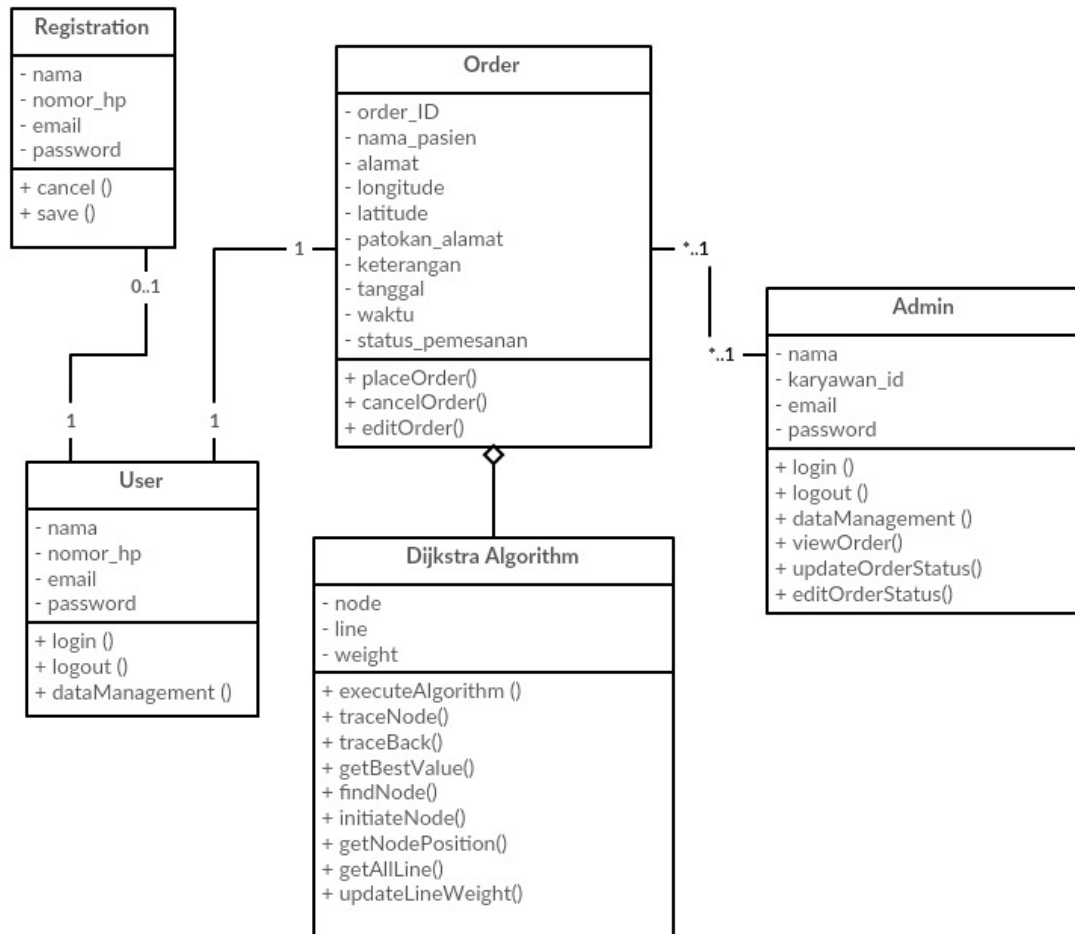 Registration
- nama
- nomor_hp
- email
- password
+ cancel ()
+ save ()
0..1
1
User
- nama
- nomor_hp
- email
- password
+ login ()
+ logout ()
+ dataManagement ()
1
1
Order
- order_ID
- nama_pasien
- alamat
- longitude
- latitude
- patokan_alamat
- keterangan
- tanggal
- waktu
- status_pemesanan
+ placeOrder()
+ cancelOrder()
+ editOrder()
*..1
*..1
Admin
- nama
- karyawan_id
- email
- password
+ login ()
+ logout ()
+ dataManagement ()
+ viewOrder()
+ updateOrderStatus()
+ editOrderStatus()
Dijkstra Algorithm
- node
- line
- weight
+ executeAlgorithm ()
+ traceNode()
+ traceBack()
+ getBestValue()
+ findNode()
+ initiateNode()
+ getNodePosition()
+ getAllLine()
+ updateLineWeight()